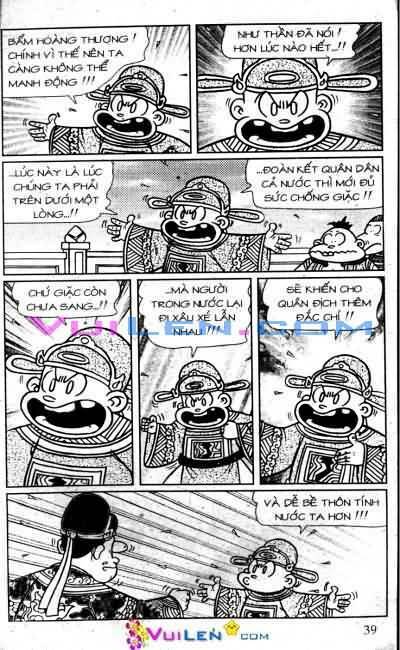 BẨM HOÀNG THƯỢNG!
CHÍNH VÌ THẾ NÊN TA
CÀNG KHÔNG THỂ
MANH ĐỘNG!!!
NHƯ THẦN ĐÃ NÓI!
HƠN LÚC NÀO HẾT...!!
...LÚC NÀY LÀ LÚC
CHÚNG TA PHẢI
TRÊN DƯỚI MỘT
LÒNG...!!
...ĐOÀN KẾT QUÂN DÂN
CẢ NƯỚC THÌ MỚI ĐỦ
SỨC CHỐNG GIẶC!!
CHỨ GIẶC CÒN
CHƯA SANG...!!
...MÀ NGƯỜI
TRONG NƯỚC LẠI
ĐI XÂU XÉ LẪN
NHAU!!!
SẼ KHIẾN CHO
QUÂN ĐỊCH THÊM
ĐẮC CHÍ!!
VUILEN.COM
VÀ DỄ BỀ THÔN TÍNH
NƯỚC TA HƠN!!!
39
VUILEN.COM